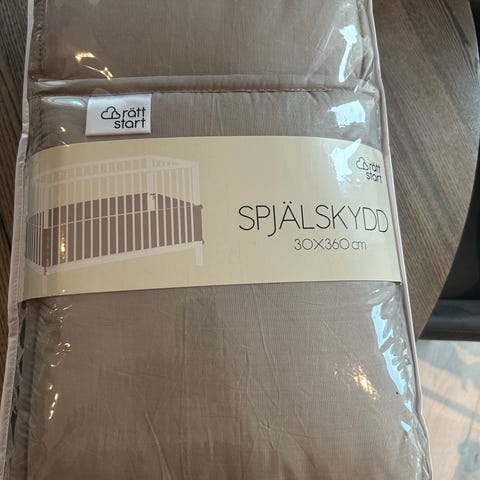 rätt
start
rätt
start
SPJÄLSKYDD
30X360 cm